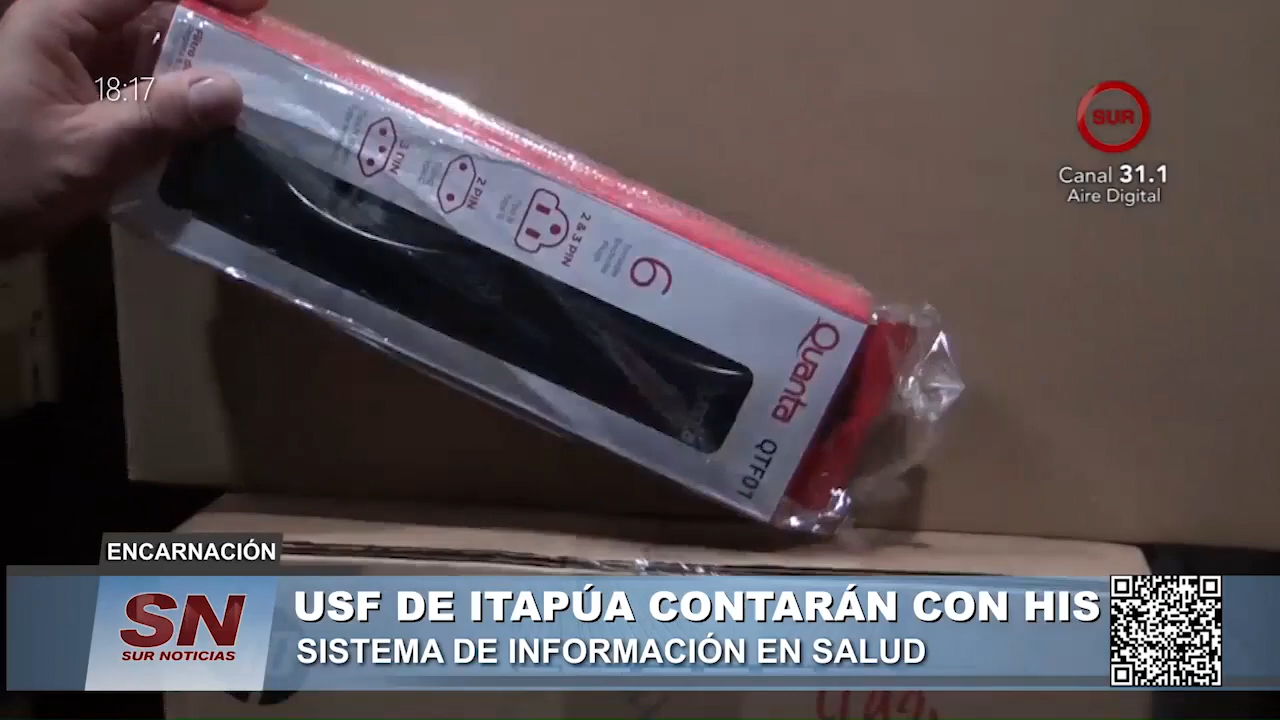 18:17
SUR
Canal 31.1
Aire Digital
3 PIN
2 PIN
2 & 3 PIN
6
Quanta
QTF01
ENCARNACIÓN
SN
SUR NOTICIAS
USF DE ITAPÚA CONTARÁN CON HIS
SISTEMA DE INFORMACIÓN EN SALUD